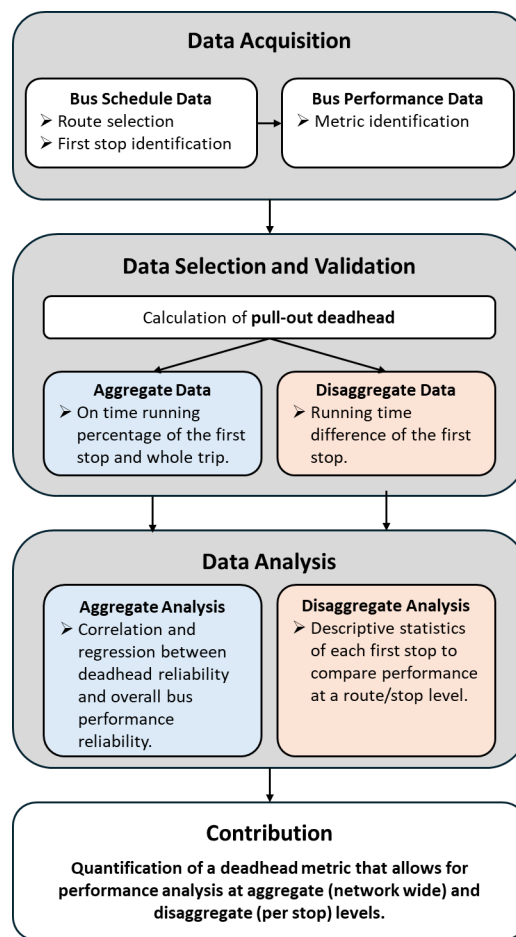 Data Acquisition
Bus Schedule Data
➢ Route selection
➢ First stop identification
Bus Performance Data
➢ Metric identification
Data Selection and Validation
Calculation of pull-out deadhead
Aggregate Data
➢ On time running
percentage of the first
stop and whole trip.
Disaggregate Data
➢ Running time
difference of the first
stop.
Data Analysis
Aggregate Analysis
➢ Correlation and
regression between
deadhead reliability
and overall bus
performance
reliability.
Disaggregate Analysis
➢ Descriptive statistics
of each first stop to
compare performance
at a route/stop level.
Contribution
Quantification of a deadhead metric that allows for
performance analysis at aggregate (network wide) and
disaggregate (per stop) levels.